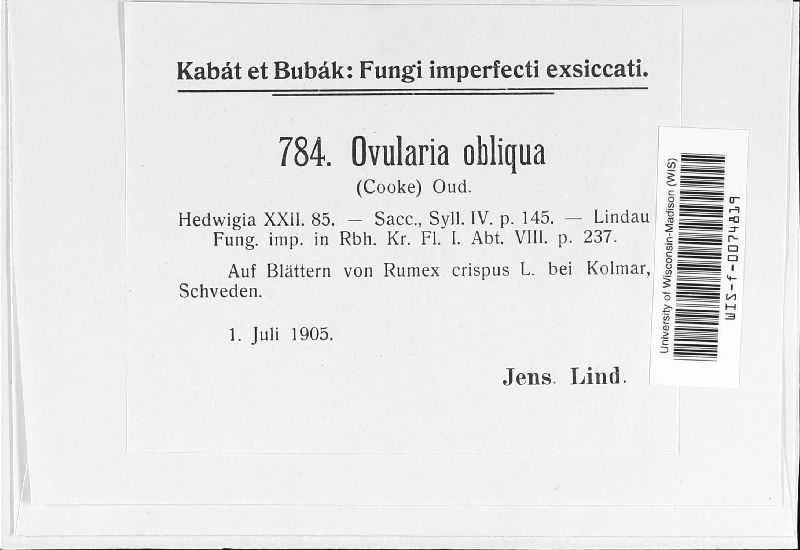 Kabát et Bubák: Fungi imperfecti exsiccati.
784. Ovularia obliqua
(Cooke) Oud.
Hedwigia XXII. 85. — Sacc., Syll. IV. p. 145. — Lindau
Fung. imp. in Rbh. Kr. Fl. I. Abt. VIII. p. 237.
Auf Blättern von Rumex crispus L. bei Kolmar,
Schveden.
1. Juli 1905.
Jens Lind.
University of Wisconsin-Madison (WIS)
WIS-f-0074819